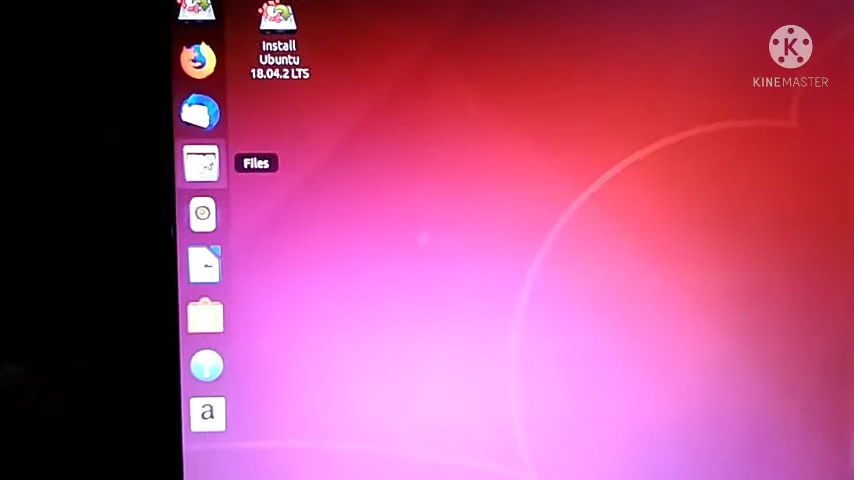 Install
Ubuntu
18.04.2 LTS
KINEMASTER
Files
a